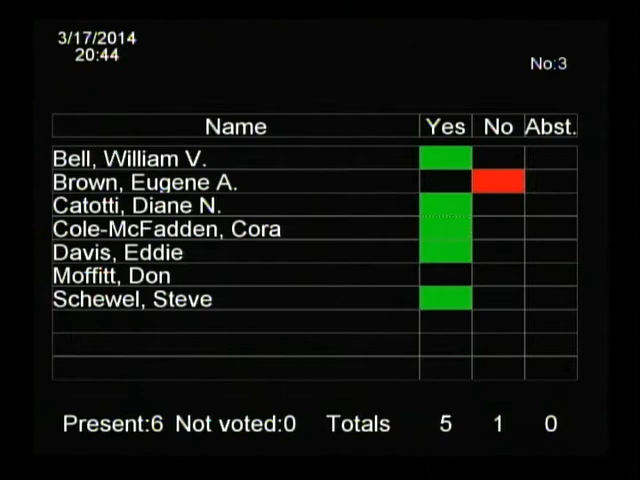 3/17/2014
20:44
No:3
Name Yes No Abst.
Bell, William V.
Brown, Eugene A.
Catotti, Diane N.
Cole-McFadden, Cora
Davis, Eddie
Moffitt, Don
Schewel, Steve
Present:6 Not voted:0 Totals 5 1 0